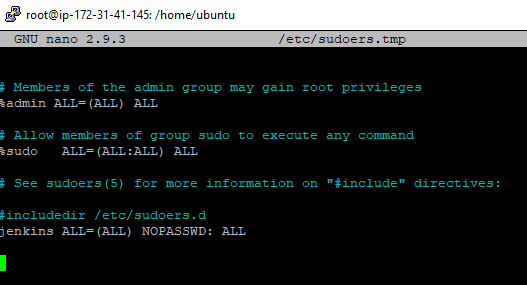 root@ip-172-31-41-145: /home/ubuntu
GNU nano 2.9.3 /etc/sudoers.tmp
# Members of the admin group may gain root privileges
%admin ALL=(ALL) ALL
# Allow members of group sudo to execute any command
%sudo ALL=(ALL:ALL) ALL
# See sudoers(5) for more information on "#include" directives:
#includedir /etc/sudoers.d
jenkins ALL=(ALL) NOPASSWD: ALL